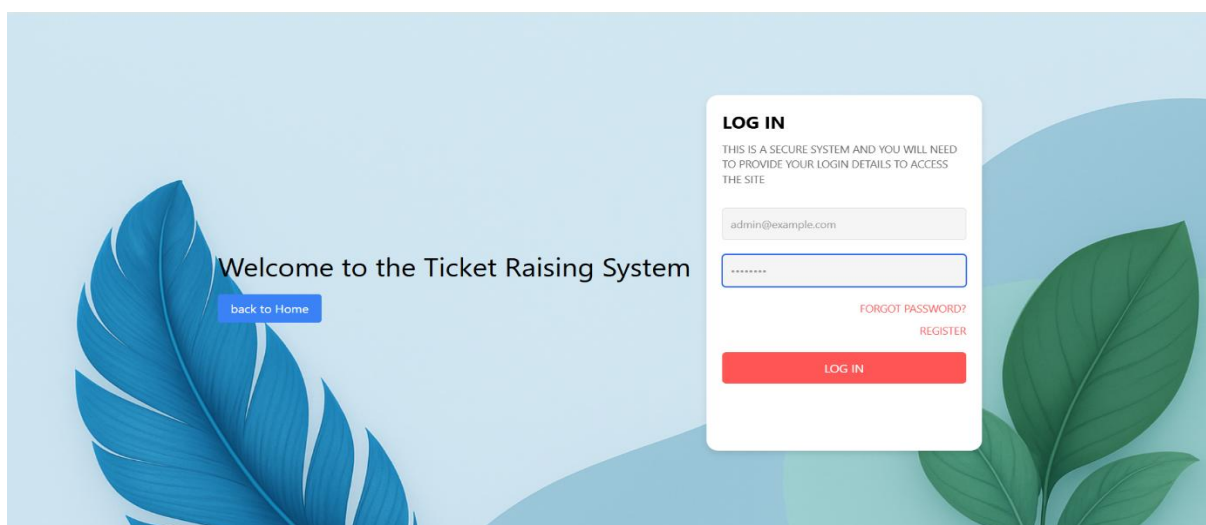 Welcome to the Ticket Raising System
back to Home
LOG IN
THIS IS A SECURE SYSTEM AND YOU WILL NEED
TO PROVIDE YOUR LOGIN DETAILS TO ACCESS
THE SITE
admin@example.com
••••••••
FORGOT PASSWORD?
REGISTER
LOG IN